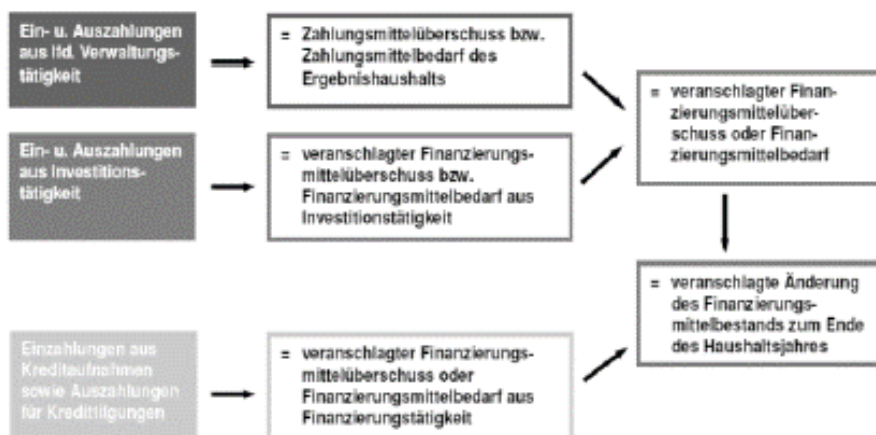 Ein- u. Auszahlungen
aus lfd. Verwaltungs-
tätigkeit
= Zahlungsmittelüberschuss bzw.
Zahlungsmittelbedarf des
Ergebnishaushalts
= veranschlagter Finan-
zierungsmittelüber-
schuss oder Finan-
zierungsmittelbedarf
Ein- u. Auszahlungen
aus Investitions-
tätigkeit
= veranschlagter Finanzierungs-
mittelüberschuss bzw.
Finanzierungsmittelbedarf aus
Investitionstätigkeit
= veranschlagte Änderung
des Finanzierungs-
mittelbestands zum Ende
des Haushaltsjahres
Einzahlungen aus
Kreditaufnahmen
sowie Auszahlungen
für Kredittilgungen
= veranschlagter Finanzierungs-
mittelüberschuss oder
Finanzierungsmittelbedarf aus
Finanzierungstätigkeit